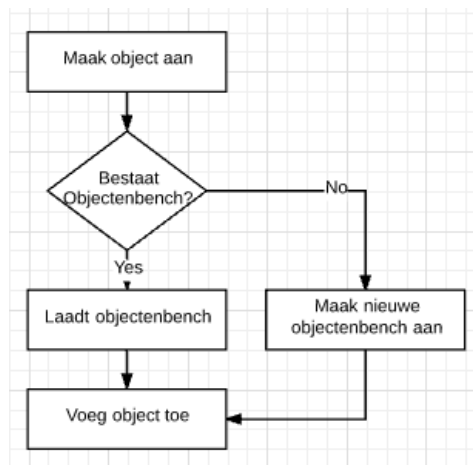 Maak object aan
Bestaat
Objectenbench?
No
Yes
Laadt objectenbench
Maak nieuwe
objectenbench aan
Voeg object toe